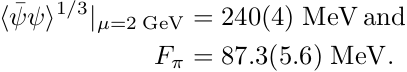 ⟨ψ̄ψ⟩^{1/3}|_{μ=2 GeV} = 240(4) MeV and
F_π = 87.3(5.6) MeV.